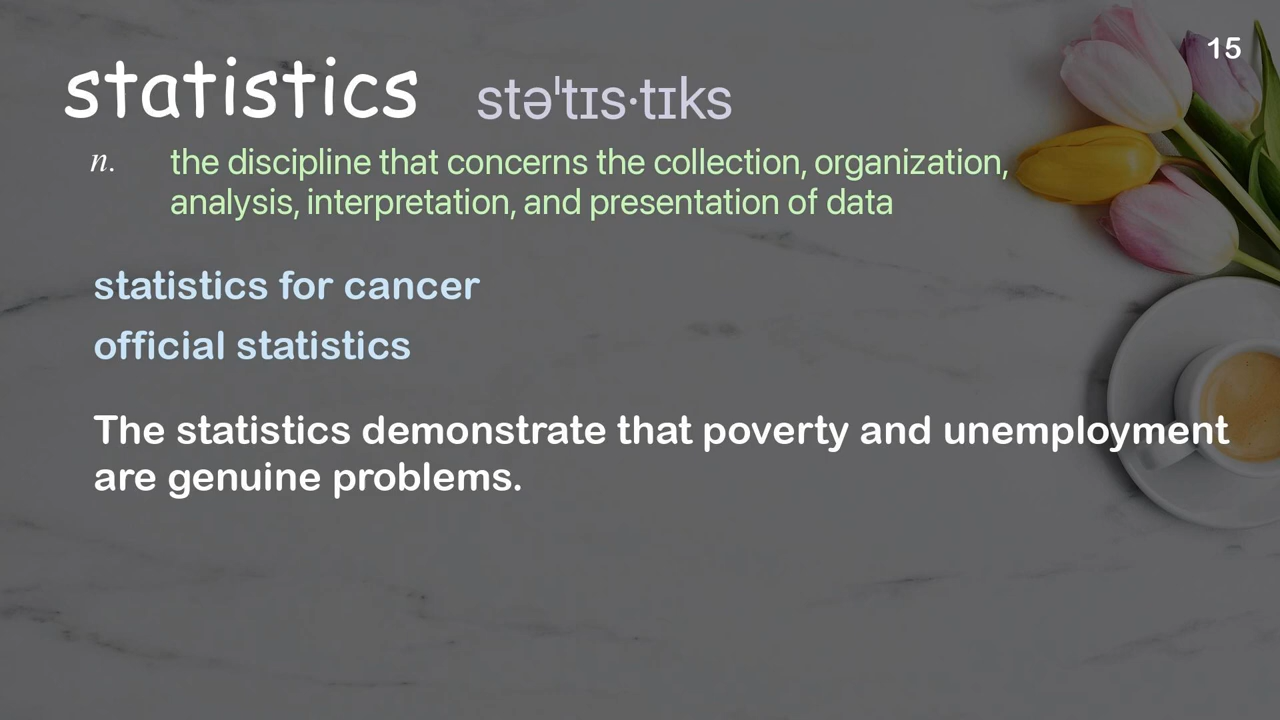 15
statistics stəˈtɪs·tɪks
n. the discipline that concerns the collection, organization,
analysis, interpretation, and presentation of data
statistics for cancer
official statistics
The statistics demonstrate that poverty and unemployment
are genuine problems.